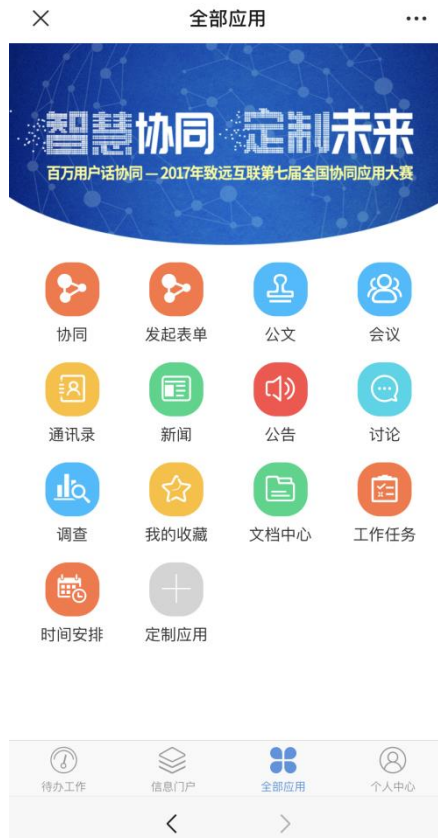 全部应用
智慧协同 定制未来
百万用户话协同 — 2017年致远互联第七届全国协同应用大赛
协同 发起表单 公文 会议
通讯录 新闻 公告 讨论
调查 我的收藏 文档中心 工作任务
时间安排 定制应用
待办工作 信息门户 全部应用 个人中心